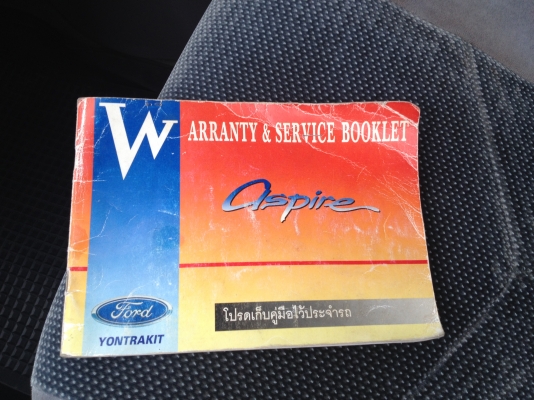 WARRANTY & SERVICE BOOKLET
Aspire
Ford
YONTRAKIT
โปรดเก็บคู่มือไว้ประจำรถ